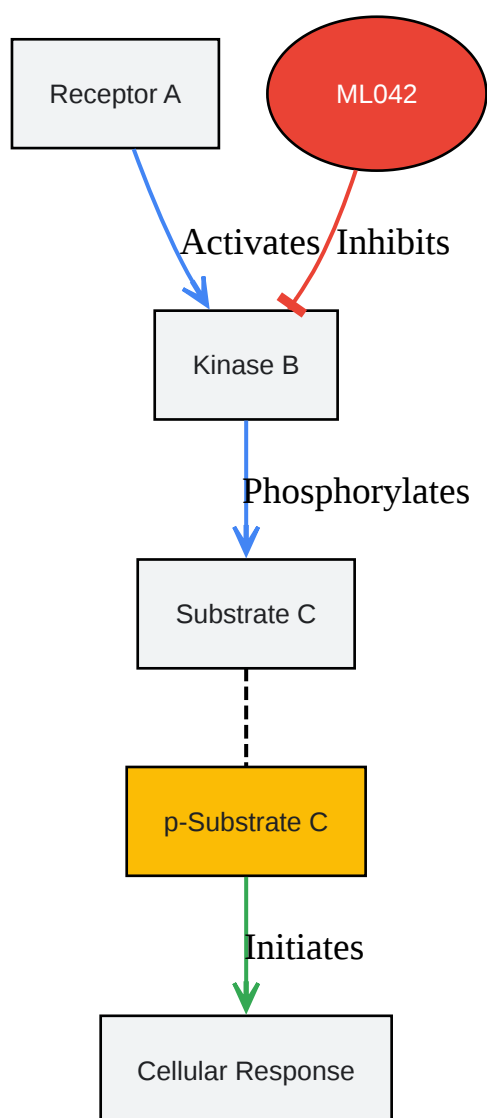 Receptor A
ML042
Activates
Inhibits
Kinase B
Phosphorylates
Substrate C
p-Substrate C
Initiates
Cellular Response